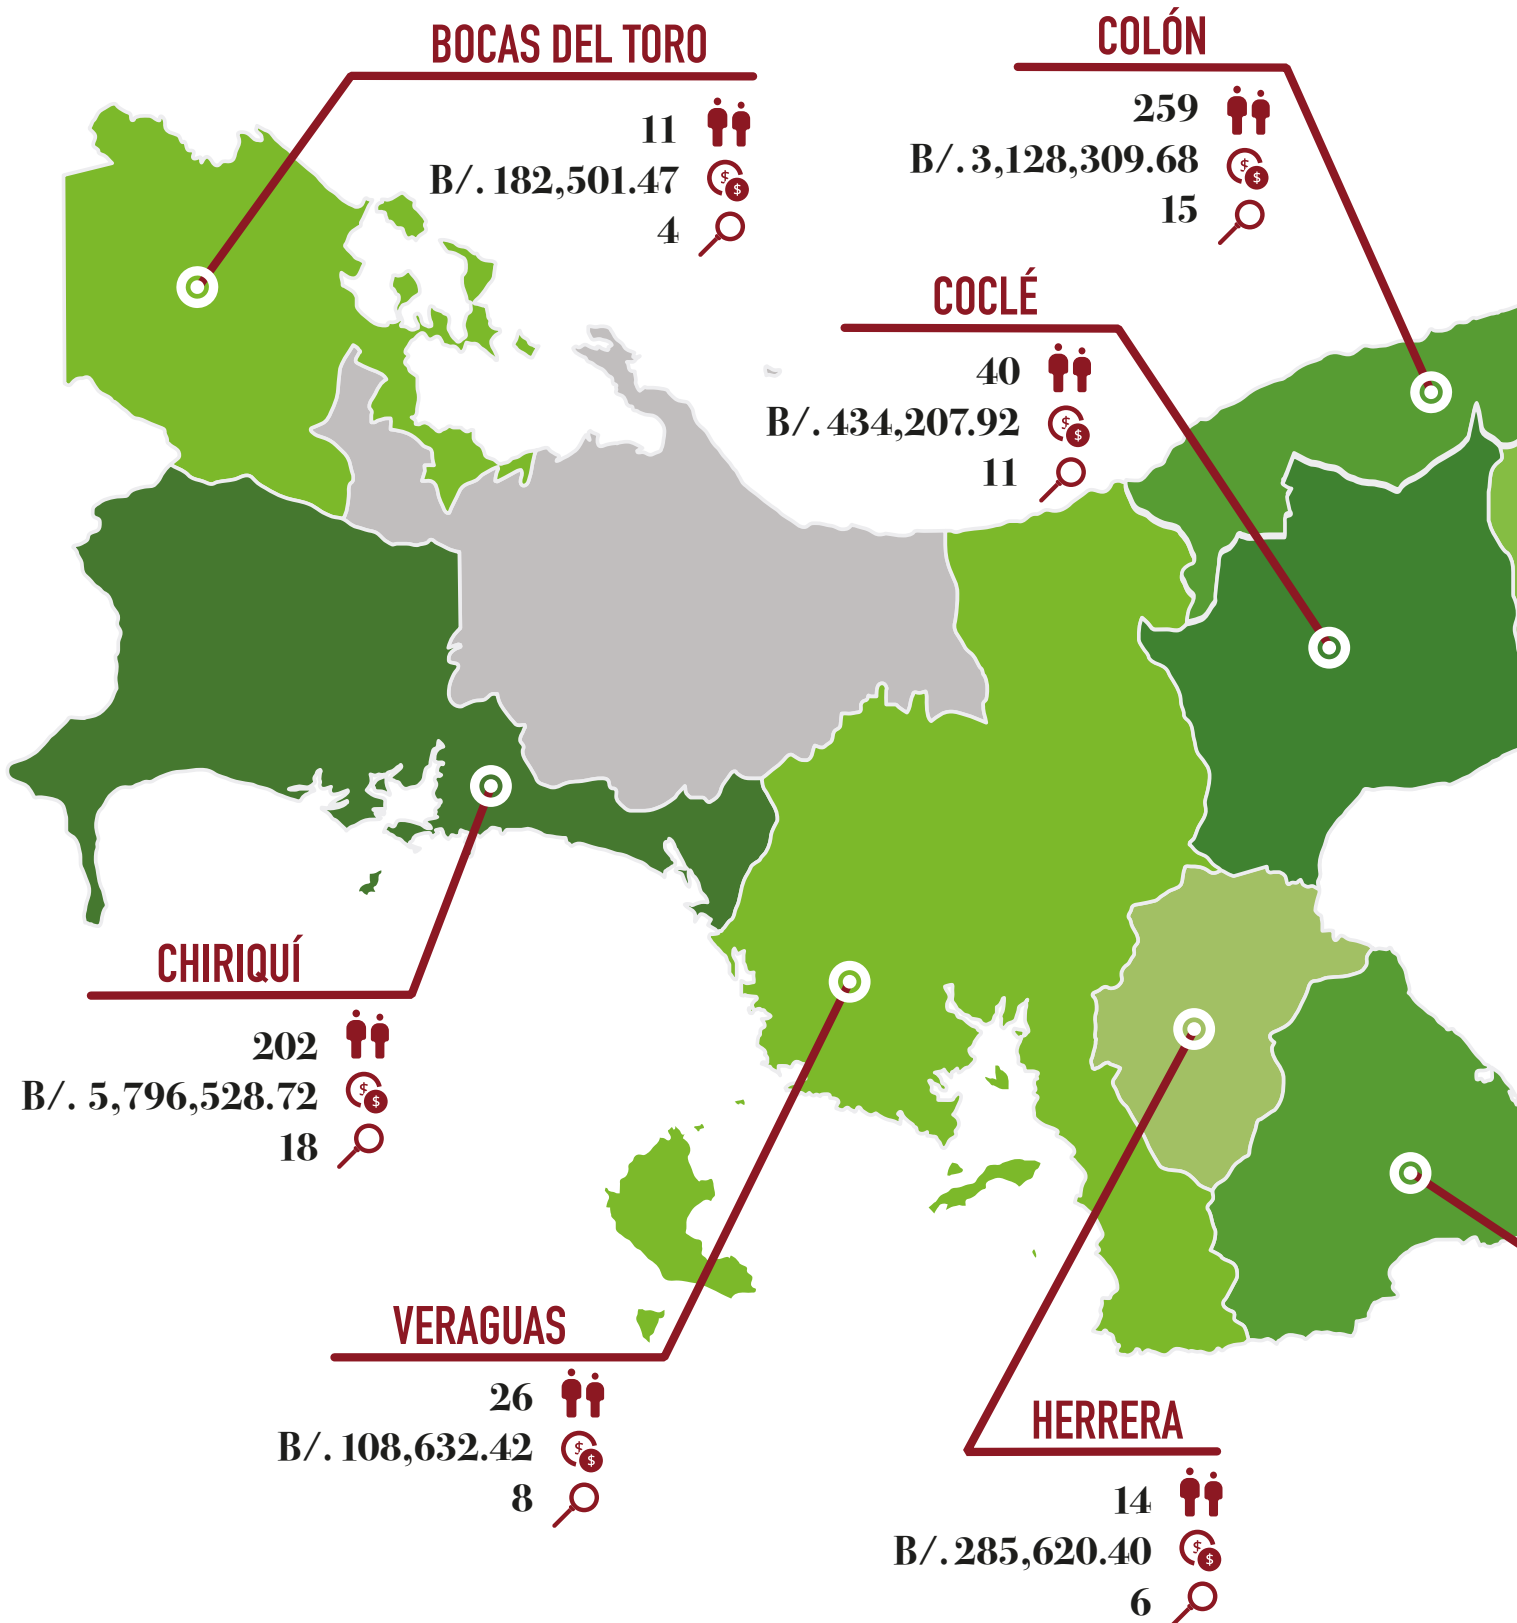 BOCAS DEL TORO
11
B/. 182,501.47
4
COLÓN
259
B/. 3,128,309.68
15
COCLÉ
40
B/. 434,207.92
11
CHIRIQUÍ
202
B/. 5,796,528.72
18
VERAGUAS
26
B/. 108,632.42
8
HERRERA
14
B/. 285,620.40
6